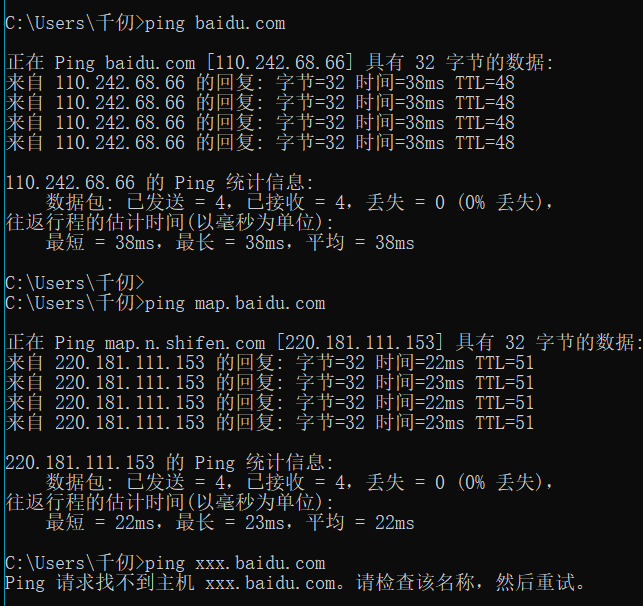 C:\Users\千仞>ping baidu.com
正在 Ping baidu.com [110.242.68.66] 具有 32 字节的数据:
来自 110.242.68.66 的回复: 字节=32 时间=38ms TTL=48
来自 110.242.68.66 的回复: 字节=32 时间=38ms TTL=48
来自 110.242.68.66 的回复: 字节=32 时间=38ms TTL=48
来自 110.242.68.66 的回复: 字节=32 时间=38ms TTL=48
110.242.68.66 的 Ping 统计信息:
数据包: 已发送 = 4，已接收 = 4，丢失 = 0 (0% 丢失)，
往返行程的估计时间(以毫秒为单位):
最短 = 38ms，最长 = 38ms，平均 = 38ms
C:\Users\千仞>
C:\Users\千仞>ping map.baidu.com
正在 Ping map.n.shifen.com [220.181.111.153] 具有 32 字节的数据:
来自 220.181.111.153 的回复: 字节=32 时间=22ms TTL=51
来自 220.181.111.153 的回复: 字节=32 时间=23ms TTL=51
来自 220.181.111.153 的回复: 字节=32 时间=22ms TTL=51
来自 220.181.111.153 的回复: 字节=32 时间=23ms TTL=51
220.181.111.153 的 Ping 统计信息:
数据包: 已发送 = 4，已接收 = 4，丢失 = 0 (0% 丢失)，
往返行程的估计时间(以毫秒为单位):
最短 = 22ms，最长 = 23ms，平均 = 22ms
C:\Users\千仞>ping xxx.baidu.com
Ping 请求找不到主机 xxx.baidu.com。请检查该名称，然后重试。